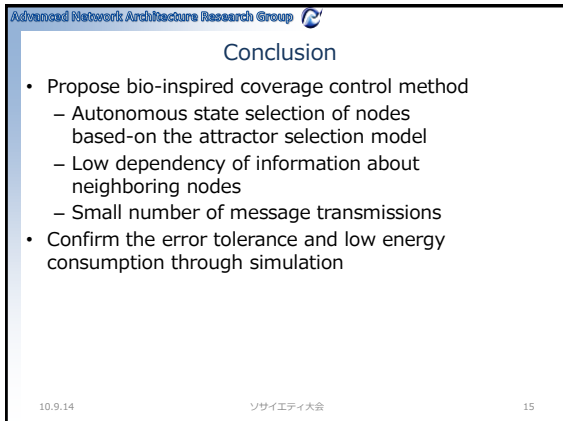 Advanced Network Architecture Research Group
Conclusion
• Propose bio-inspired coverage control method
– Autonomous state selection of nodes
based-on the attractor selection model
– Low dependency of information about
neighboring nodes
– Small number of message transmissions
• Confirm the error tolerance and low energy
consumption through simulation
10.9.14 ソサイエティ大会 15